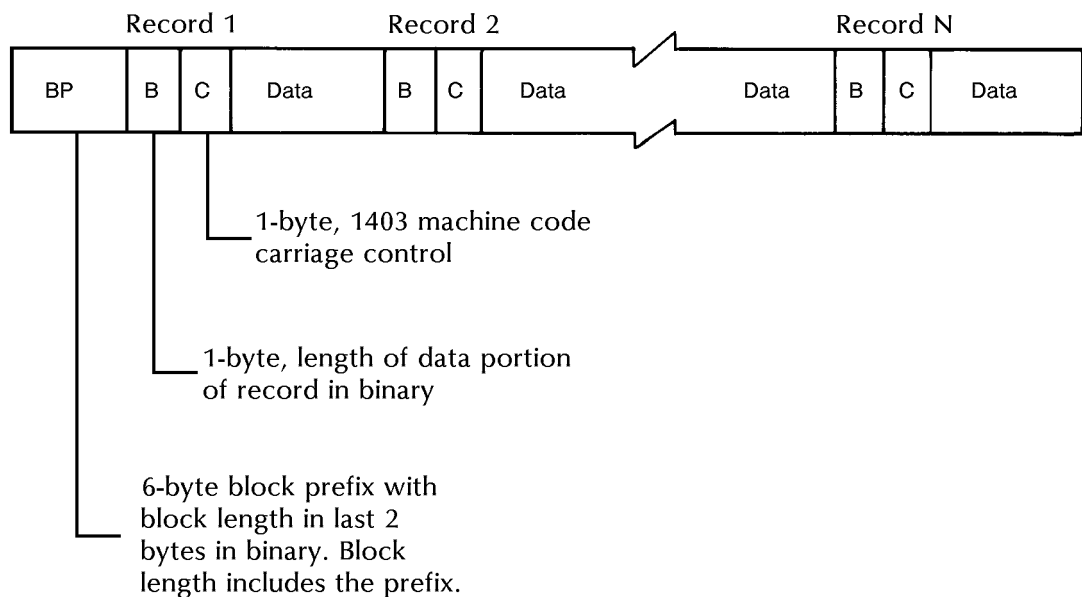 Record 1 Record 2 Record N
BP B C Data B C Data Data B C Data
1-byte, 1403 machine code
carriage control
1-byte, length of data portion
of record in binary
6-byte block prefix with
block length in last 2
bytes in binary. Block
length includes the prefix.